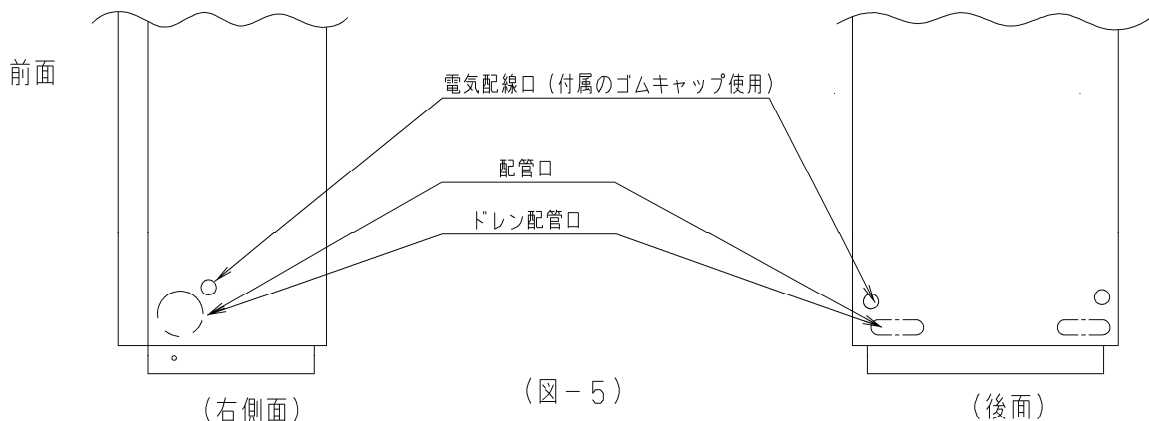 前面
電気配線口(付属のゴムキャップ使用)
配管口
ドレン配管口
(右側面)
(図-5)
(後面)